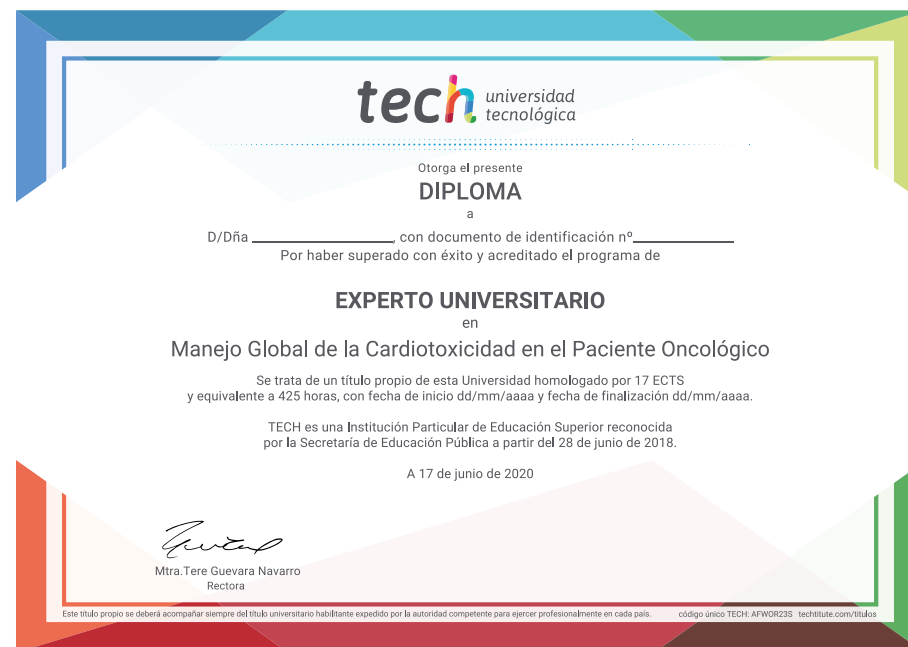 tech universidad
tecnológica
Otorga el presente
DIPLOMA
a
D/Dña ____________________, con documento de identificación nº______________
Por haber superado con éxito y acreditado el programa de
EXPERTO UNIVERSITARIO
en
Manejo Global de la Cardiotoxicidad en el Paciente Oncológico
Se trata de un título propio de esta Universidad homologado por 17 ECTS
y equivalente a 425 horas, con fecha de inicio dd/mm/aaaa y fecha de finalización dd/mm/aaaa.
TECH es una Institución Particular de Educación Superior reconocida
por la Secretaría de Educación Pública a partir del 28 de junio de 2018.
A 17 de junio de 2020
Mtra.Tere Guevara Navarro
Rectora
Este título propio se deberá acompañar siempre del título universitario habilitante expedido por la autoridad competente para ejercer profesionalmente en cada país. código único TECH: AFWOR23S techtitute.com/titulos